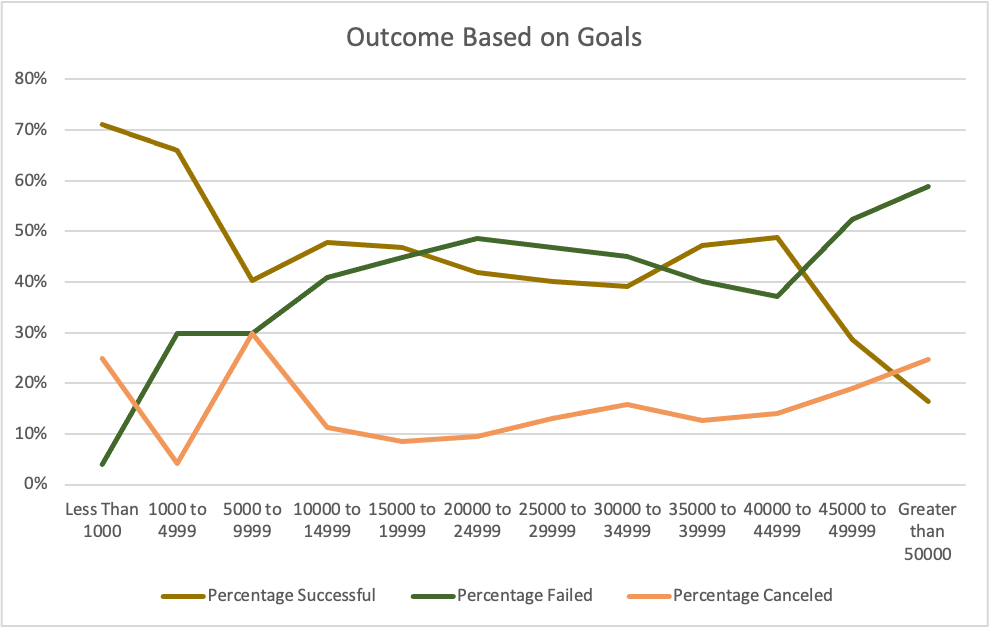 Outcome Based on Goals
80%
70%
60%
50%
40%
30%
20%
10%
0%
Less Than 1000 to 5000 to 10000 to 15000 to 20000 to 25000 to 30000 to 35000 to 40000 to 45000 to Greater
1000 4999 9999 14999 19999 24999 29999 34999 39999 44999 49999 than
50000
Percentage Successful Percentage Failed Percentage Canceled